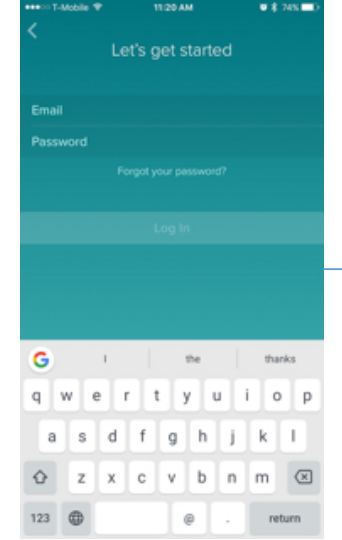 T-Mobile 11:20 AM 74%
Let's get started
Email
Password
Forgot your password?
Log In
G I the thanks
q w e r t y u i o p
a s d f g h j k l
z x c v b n m
123 @ . return